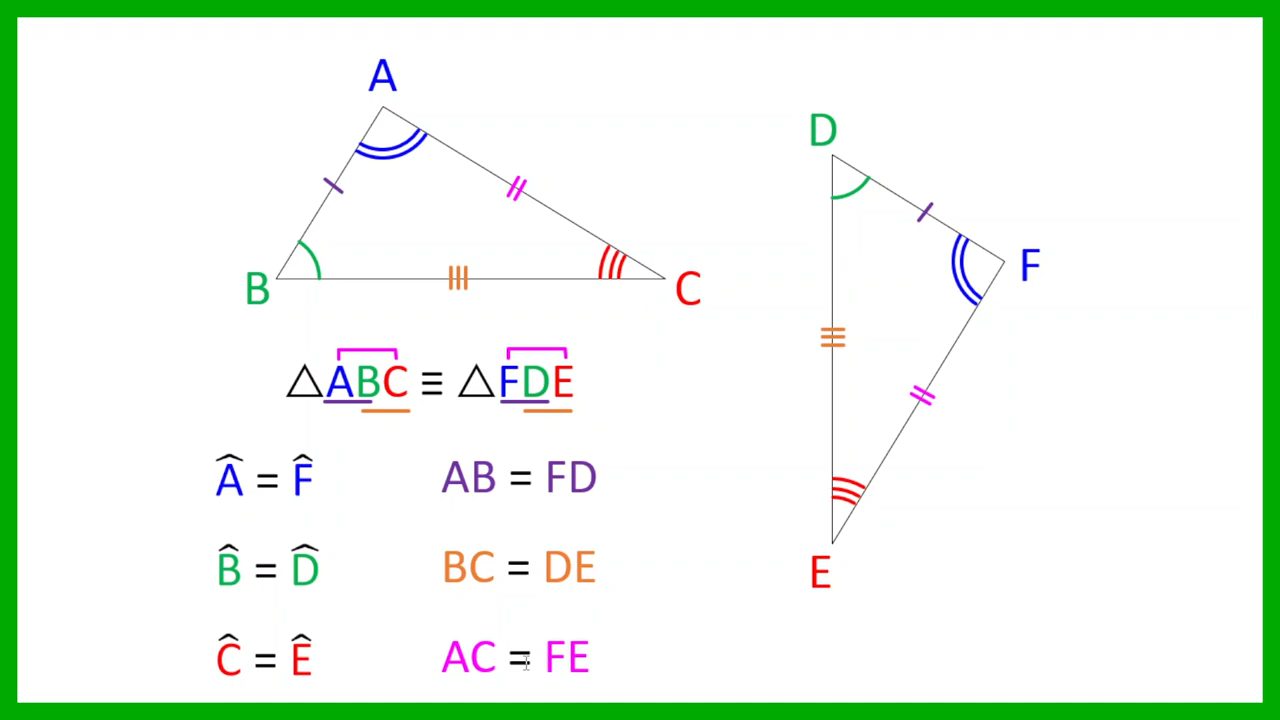 A
B
C
D
F
E
△ABC ≡ △FDE
Â = F̂
AB = FD
B̂ = D̂
BC = DE
Ĉ = Ê
AC = FE